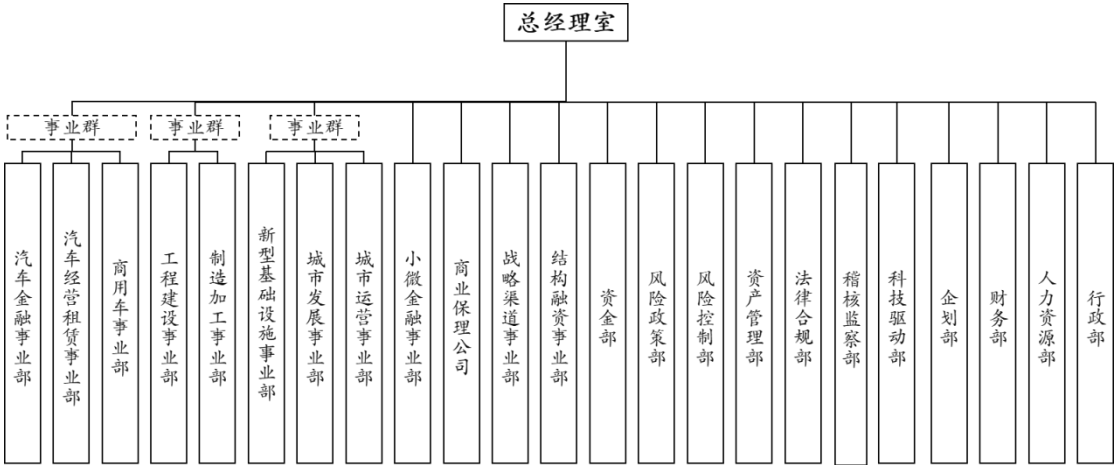 总经理室
事业群
事业群
事业群
汽车金融事业部
汽车经营租赁事业部
商用车事业部
工程建设事业部
制造加工事业部
新型基础设施事业部
城市发展事业部
城市运营事业部
小微金融事业部
商业保理公司
战略渠道事业部
结构融资事业部
资金部
风险政策部
风险控制部
资产管理部
法律合规部
稽核监察部
科技驱动部
企划部
财务部
人力资源部
行政部